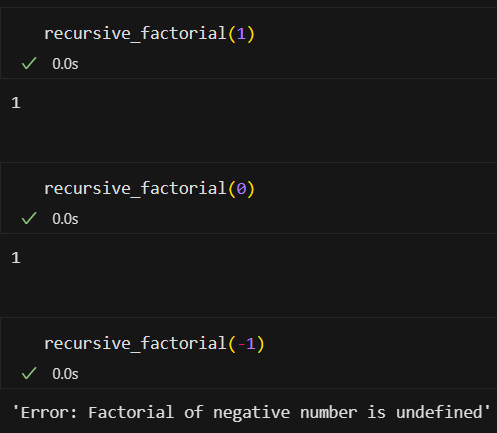 recursive_factorial(1)
0.0s
1
recursive_factorial(0)
0.0s
1
recursive_factorial(-1)
0.0s
'Error: Factorial of negative number is undefined'